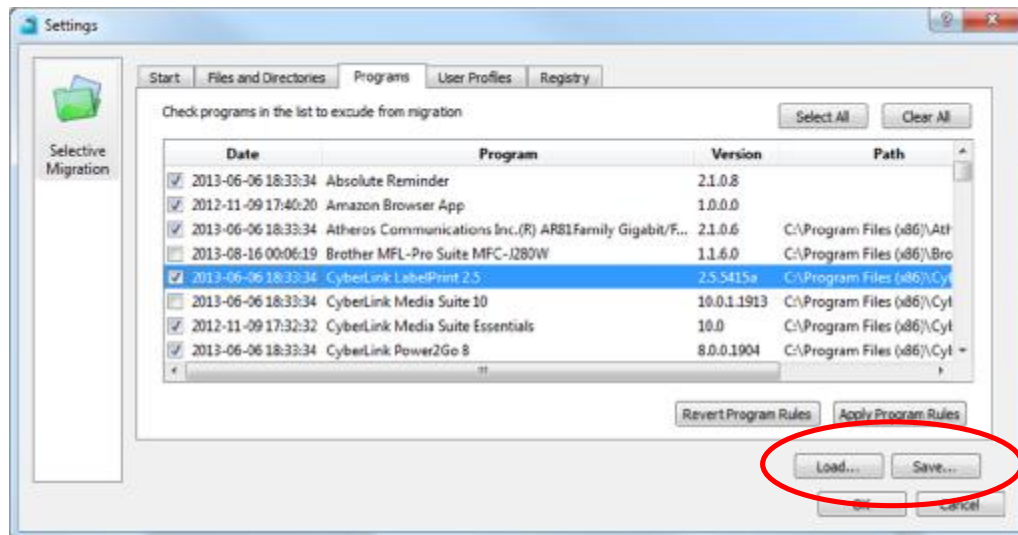 Settings
Start Files and Directories Programs User Profiles Registry
Check programs in the list to excude from migration
Select All Clear All
Selective
Migration
Date Program Version Path
2013-06-06 18:33:34 Absolute Reminder 2.1.0.8
2012-11-09 17:40:20 Amazon Browser App 1.0.0.0
2013-06-06 18:33:34 Atheros Communications Inc.(R) AR81Family Gigabit/F... 2.1.0.6 C:\Program Files (x86)\Ath
2013-08-16 00:06:19 Brother MFL-Pro Suite MFC-J280W 1.1.6.0 C:\Program Files (x86)\Bro
2013-06-06 18:33:34 CyberLink LabelPrint 2.5 2.5.5415a C:\Program Files (x86)\Cyl
2013-06-06 18:33:34 CyberLink Media Suite 10 10.0.1.1913 C:\Program Files (x86)\Cyl
2012-11-09 17:32:32 CyberLink Media Suite Essentials 10.0 C:\Program Files (x86)\Cyl
2013-06-06 18:33:34 CyberLink Power2Go 8 8.0.0.1904 C:\Program Files (x86)\Cyl
Revert Program Rules Apply Program Rules
Load... Save...
OK Cancel